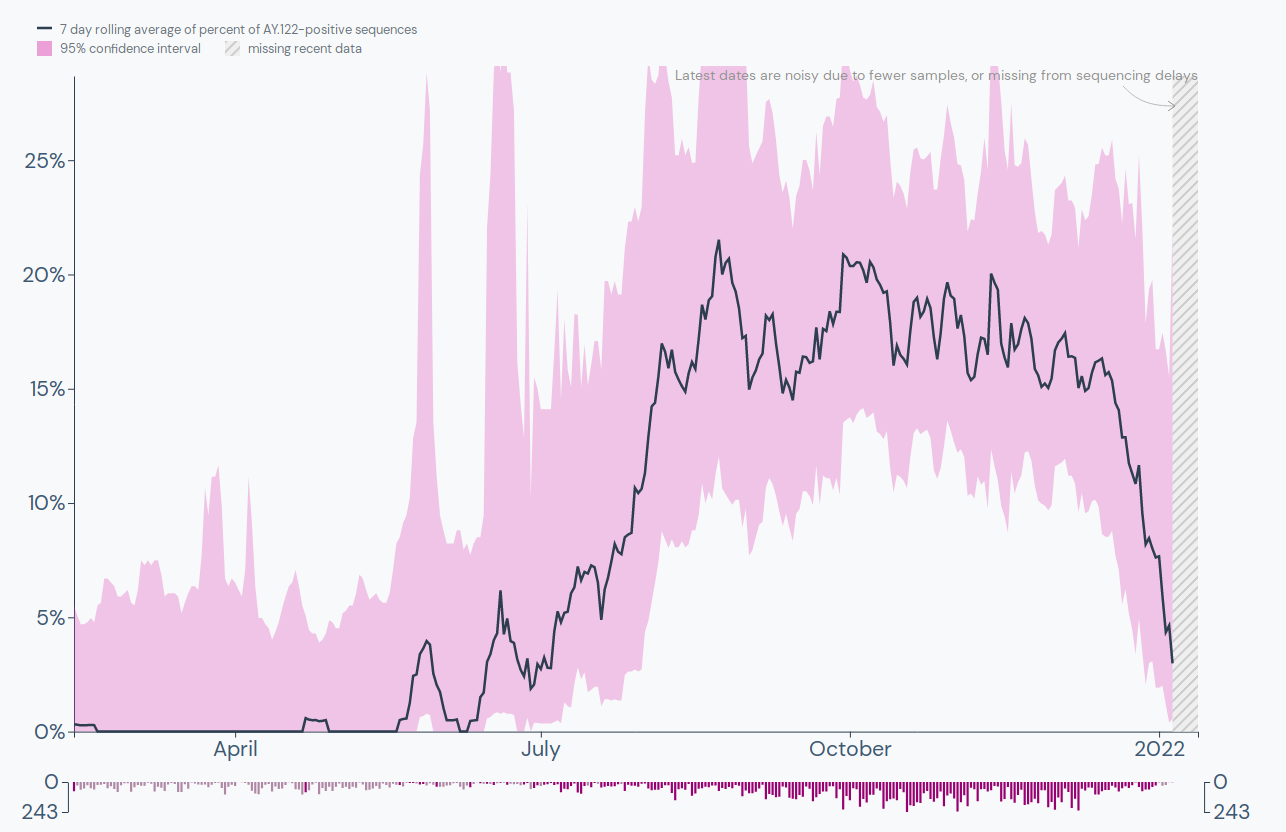 7 day rolling average of percent of AY.122-positive sequences
95% confidence interval missing recent data
Latest dates are noisy due to fewer samples, or missing from sequencing delays
25%
20%
15%
10%
5%
0%
April July October 2022
0 0
243 243